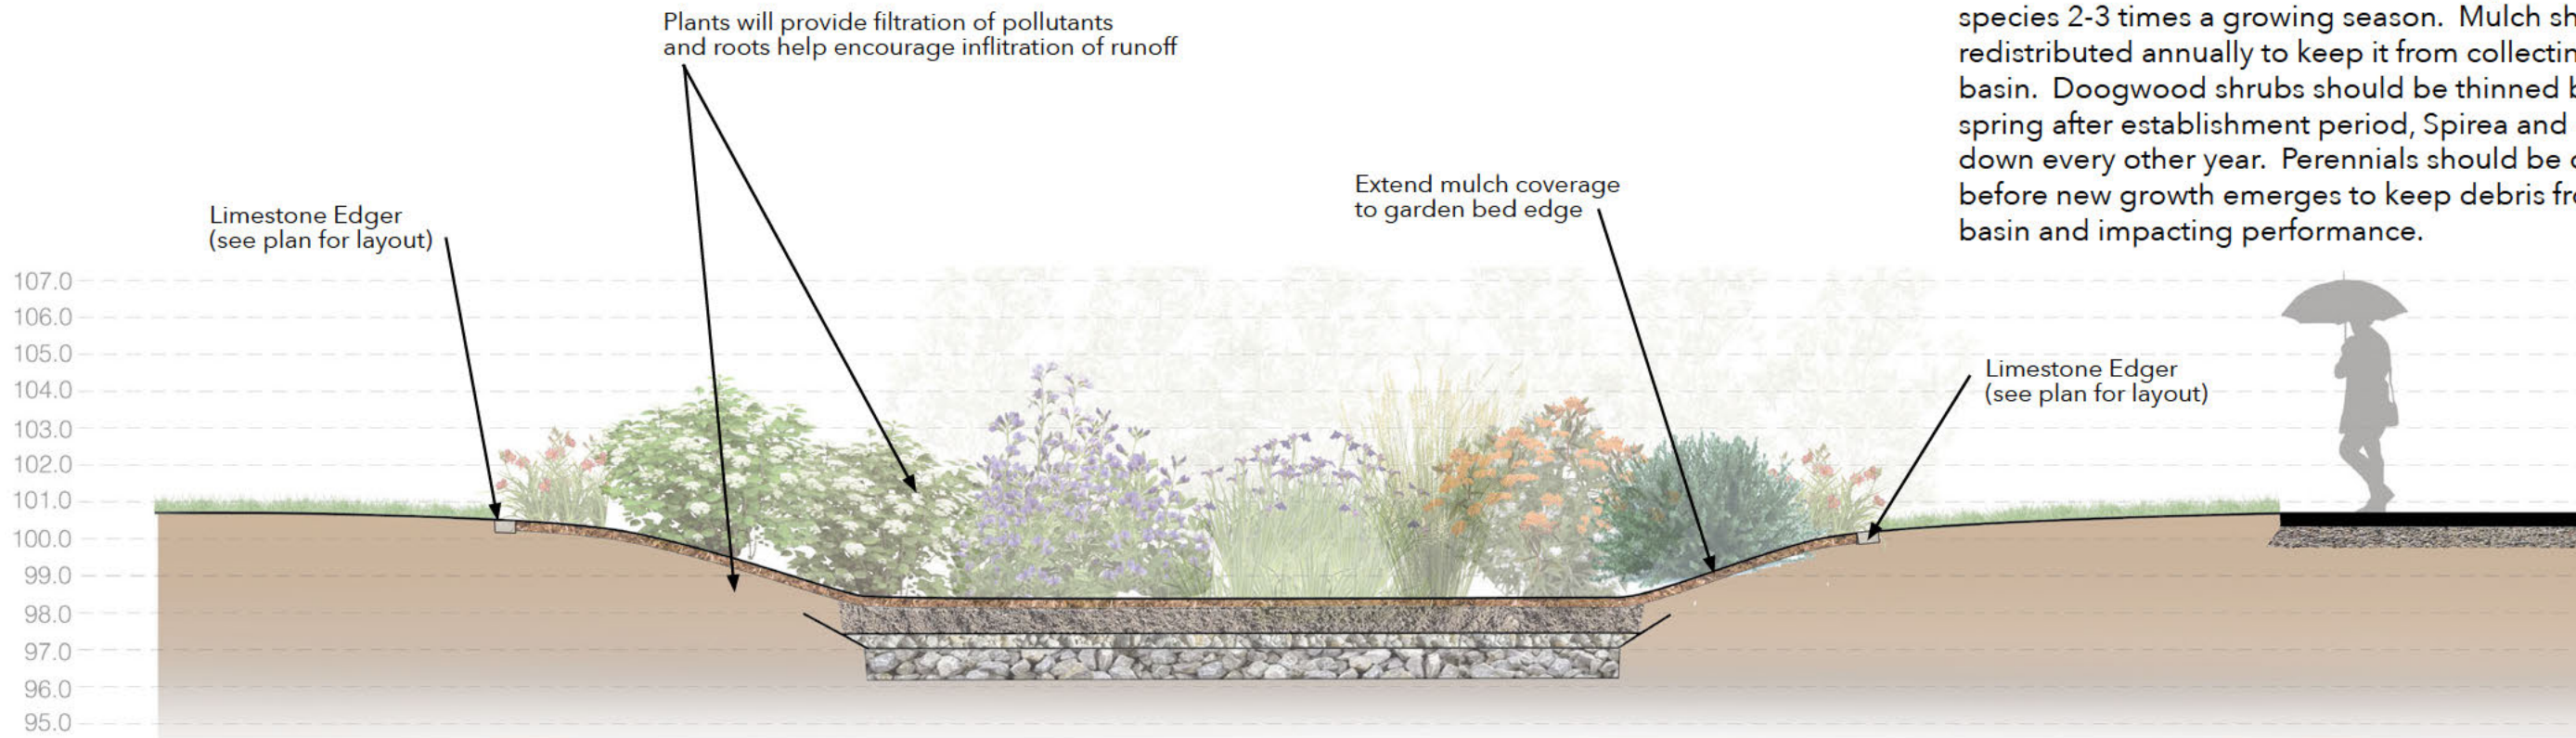 Plants will provide filtration of pollutants
and roots help encourage inflitration of runoff
species 2-3 times a growing season.  Mulch sh
redistributed annually to keep it from collectin
basin.  Doogwood shrubs should be thinned b
spring after establishment period, Spirea and
down every other year.  Perennials should be c
before new growth emerges to keep debris fro
basin and impacting performance.
Extend mulch coverage
to garden bed edge
Limestone Edger
(see plan for layout)
Limestone Edger
(see plan for layout)
107.0
106.0
105.0
104.0
103.0
102.0
101.0
100.0
99.0
98.0
97.0
96.0
95.0